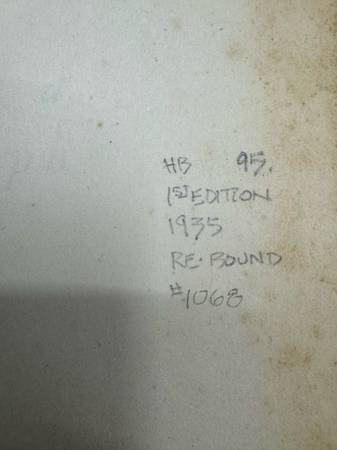 HB 95.
1ST EDITION
1935
RE-BOUND
#1068